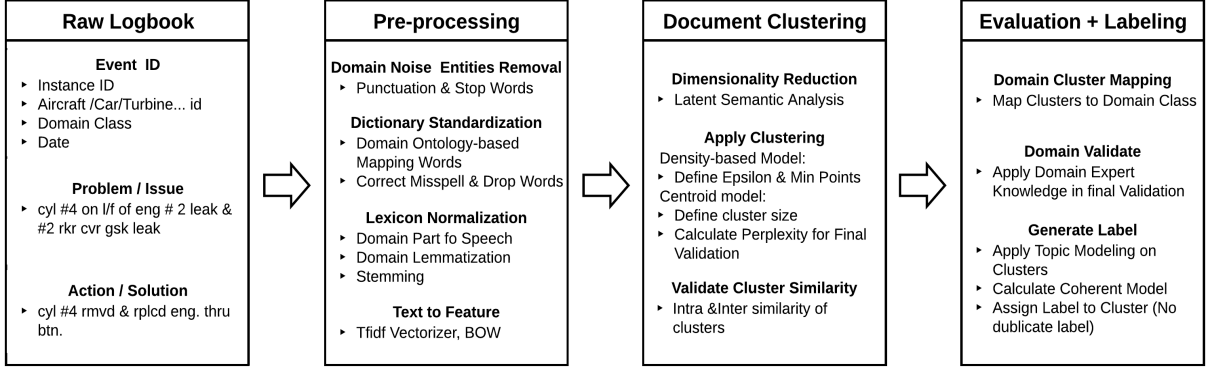 Raw Logbook
Event ID
‣ Instance ID
‣ Aircraft /Car/Turbine... id
‣ Domain Class
‣ Date
Problem / Issue
‣ cyl #4 on l/f of eng # 2 leak &
#2 rkr cvr gsk leak
Action / Solution
‣ cyl #4 rmvd & rplcd eng. thru
btn.
Pre-processing
Domain Noise Entities Removal
‣ Punctuation & Stop Words
Dictionary Standardization
‣ Domain Ontology-based
Mapping Words
‣ Correct Misspell & Drop Words
Lexicon Normalization
‣ Domain Part fo Speech
‣ Domain Lemmatization
‣ Stemming
Text to Feature
‣ Tfidf Vectorizer, BOW
Document Clustering
Dimensionality Reduction
‣ Latent Semantic Analysis
Apply Clustering
Density-based Model:
‣ Define Epsilon & Min Points
Centroid model:
‣ Define cluster size
‣ Calculate Perplexity for Final
Validation
Validate Cluster Similarity
‣ Intra &Inter similarity of
clusters
Evaluation + Labeling
Domain Cluster Mapping
‣ Map Clusters to Domain Class
Domain Validate
‣ Apply Domain Expert
Knowledge in final Validation
Generate Label
‣ Apply Topic Modeling on
Clusters
‣ Calculate Coherent Model
‣ Assign Label to Cluster (No
dublicate label)